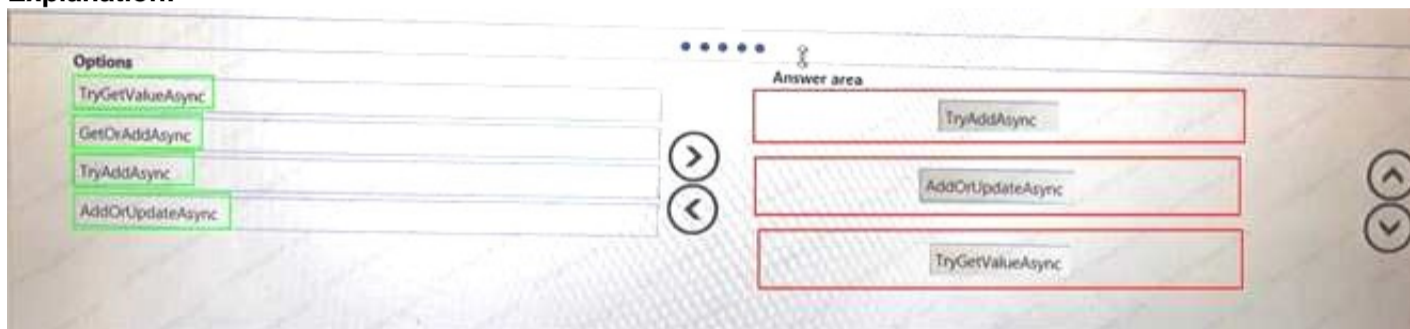 Explanation:
Options
TryGetValueAsync
GetOrAddAsync
TryAddAsync
AddOrUpdateAsync
Answer area
TryAddAsync
AddOrUpdateAsync
TryGetValueAsync